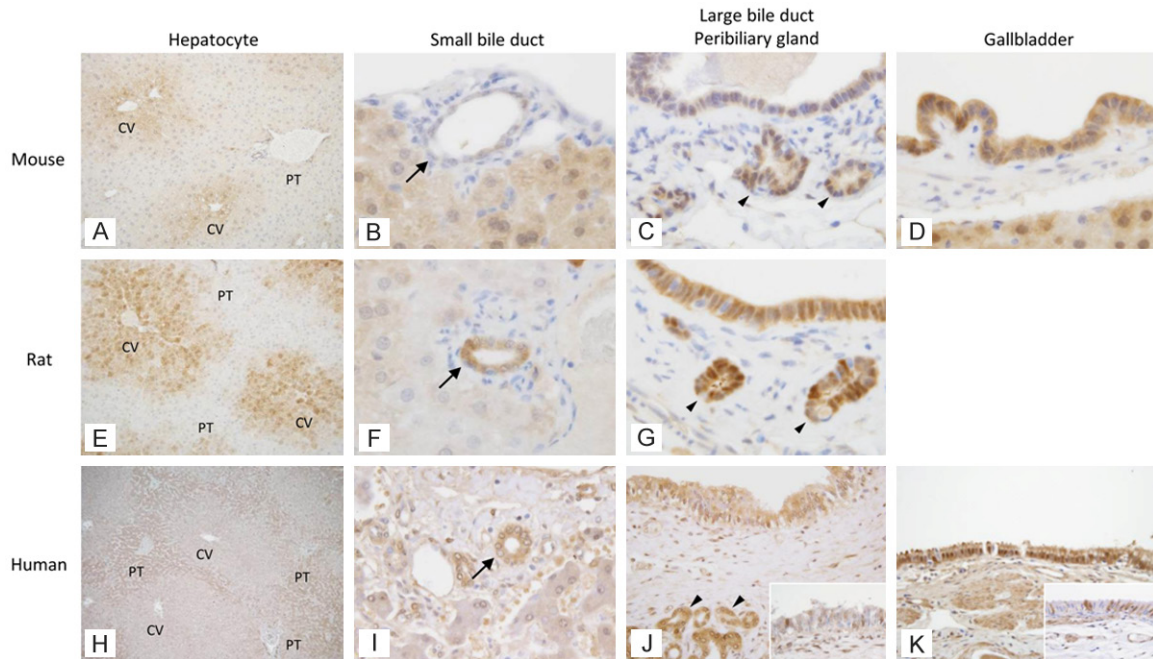 Hepatocyte
Small bile duct
Large bile duct
Peribiliary gland
Gallbladder
Mouse
CV
PT
CV
A
B
C
D
Rat
PT
CV
CV
PT
E
F
G
Human
CV
PT
PT
CV
PT
H
I
J
K